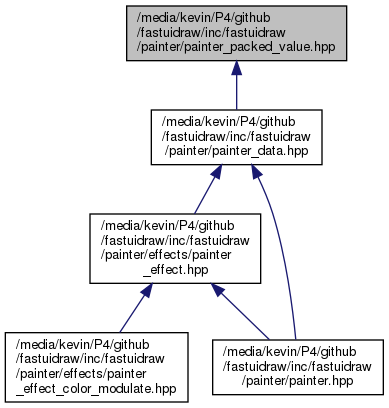 /media/kevin/P4/github
/fastuidraw/inc/fastuidraw
/painter/painter_packed_value.hpp
/media/kevin/P4/github
/fastuidraw/inc/fastuidraw
/painter/painter_data.hpp
/media/kevin/P4/github
/fastuidraw/inc/fastuidraw
/painter/effects/painter
_effect.hpp
/media/kevin/P4/github
/fastuidraw/inc/fastuidraw
/painter/effects/painter
_effect_color_modulate.hpp
/media/kevin/P4/github
/fastuidraw/inc/fastuidraw
/painter/painter.hpp